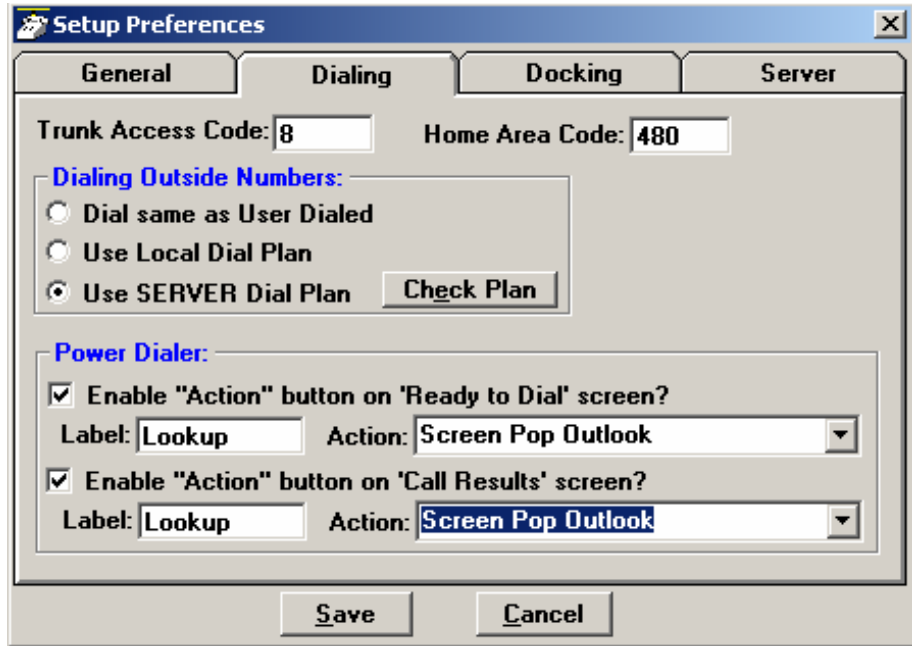 Setup Preferences
General Dialing Docking Server
Trunk Access Code: 8 Home Area Code: 480
Dialing Outside Numbers:
Dial same as User Dialed
Use Local Dial Plan
Use SERVER Dial Plan Check Plan
Power Dialer:
Enable "Action" button on 'Ready to Dial' screen?
Label: Lookup Action: Screen Pop Outlook
Enable "Action" button on 'Call Results' screen?
Label: Lookup Action: Screen Pop Outlook
Save Cancel